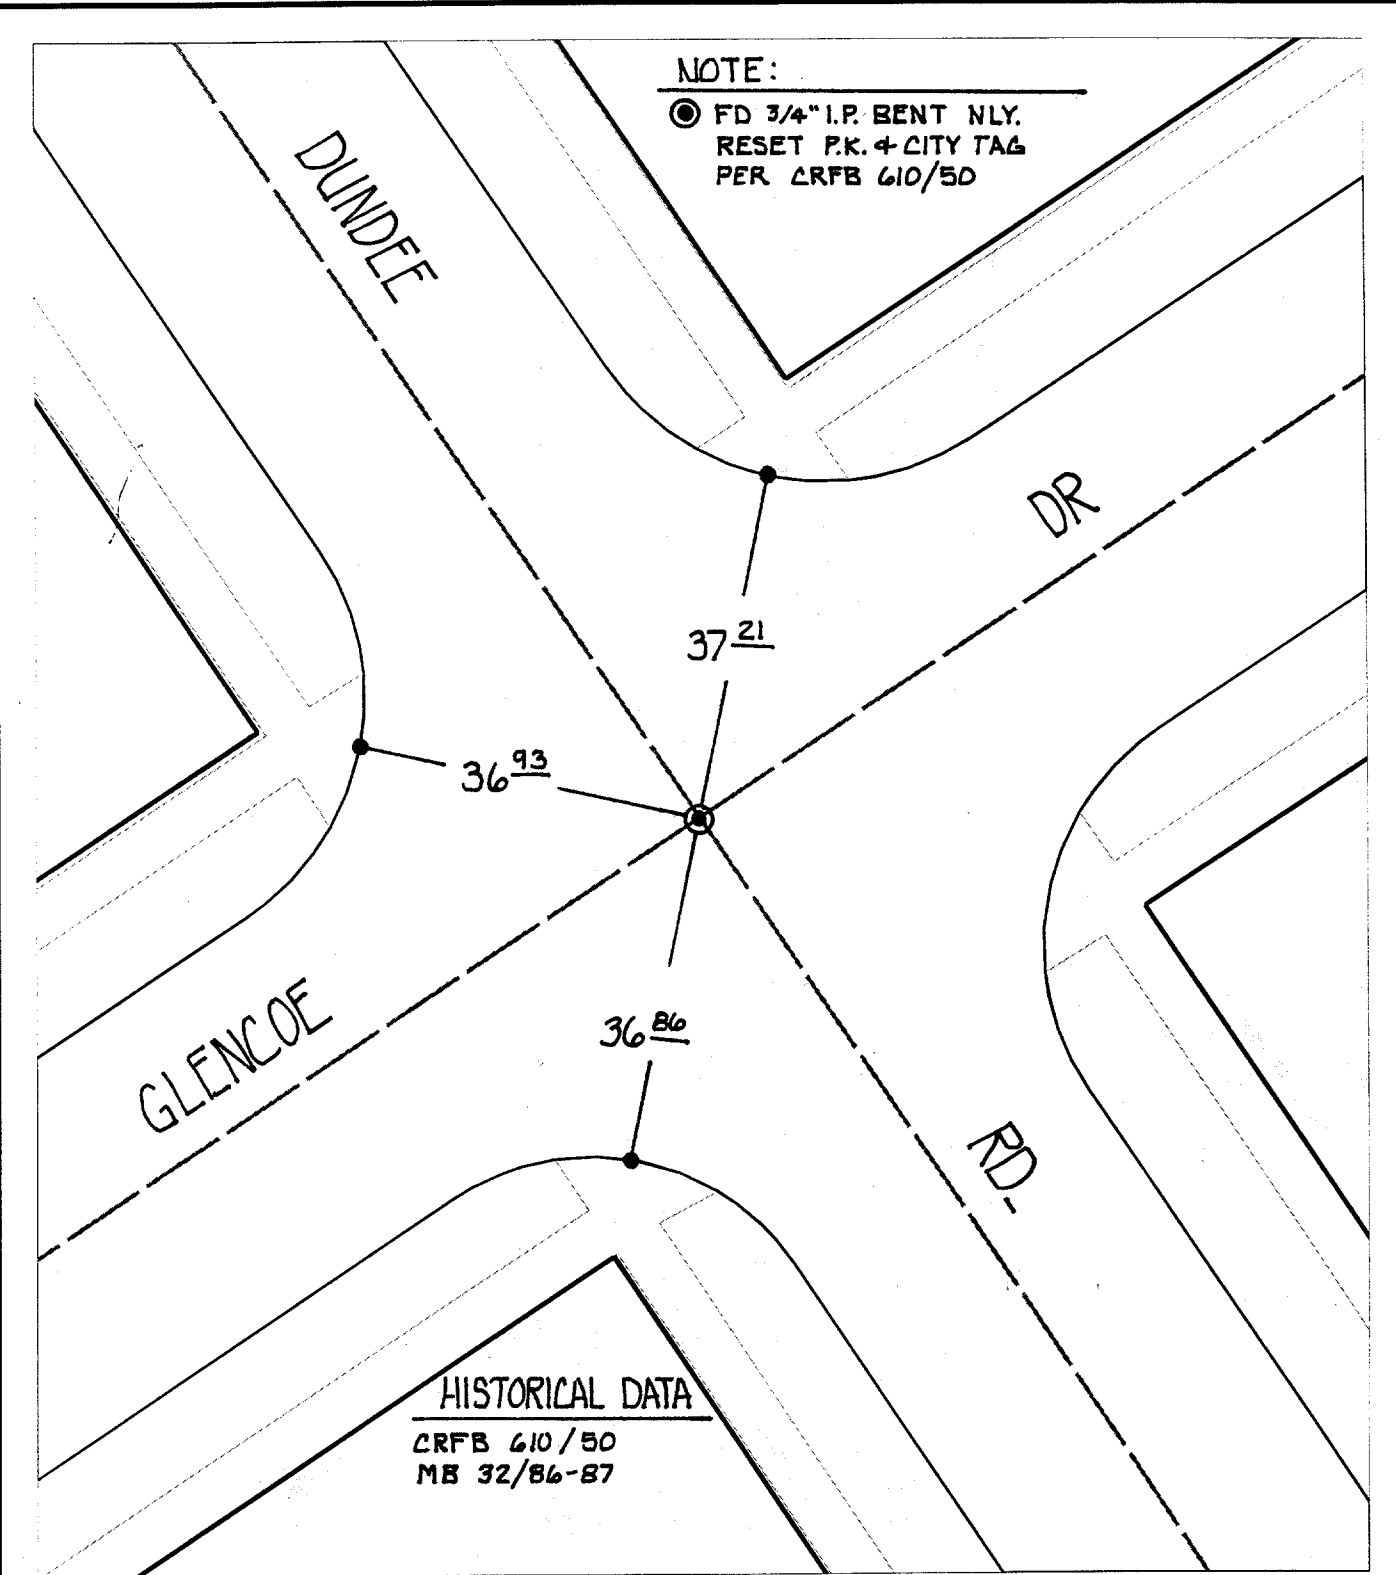 NOTE:
FD 3/4" I.P. BENT NLY.
RESET P.K. & CITY TAG
PER CRFB 610/50
DUNDEE
DR
37 21
36 93
36 86
GLENCOE
RD.
HISTORICAL DATA
CRFB 610/50
MB 32/86-87